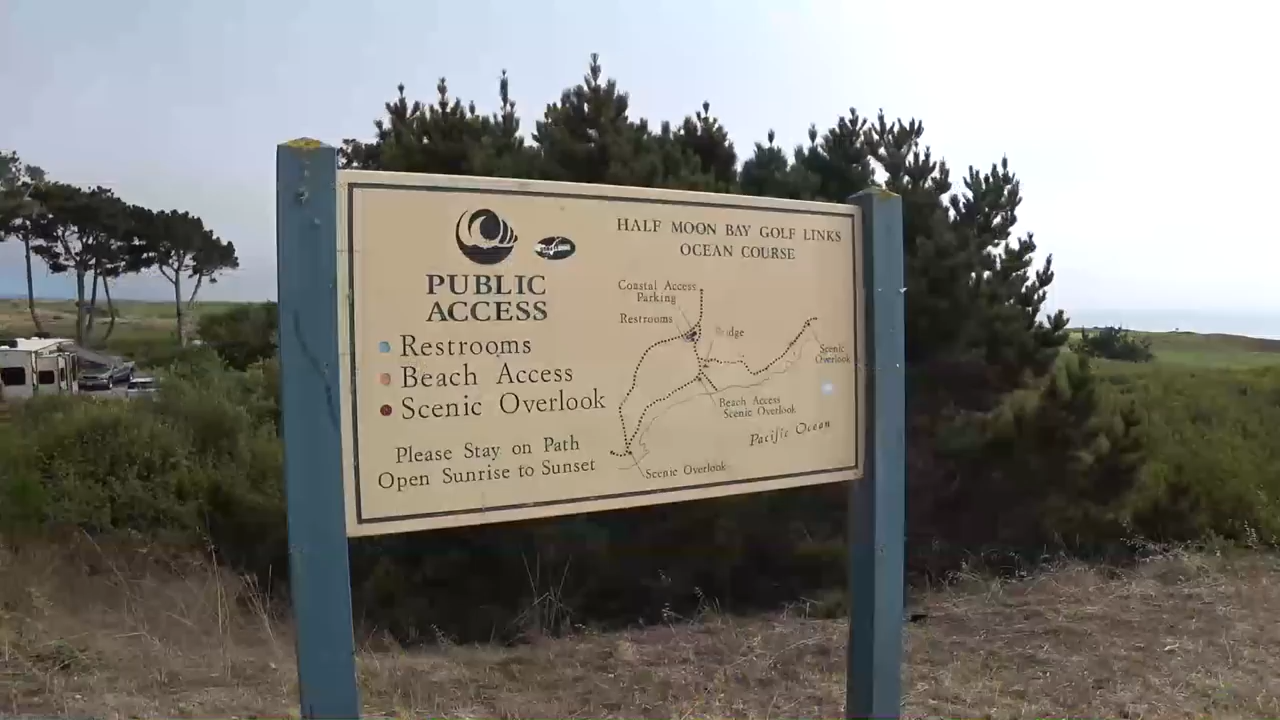 PUBLIC
ACCESS
Restrooms
Beach Access
Scenic Overlook
Please Stay on Path
Open Sunrise to Sunset
HALF MOON BAY GOLF LINKS
OCEAN COURSE
Coastal Access
Parking
Restrooms
Bridge
Scenic
Overlook
Beach Access
Scenic Overlook
Pacific Ocean
Scenic Overlook